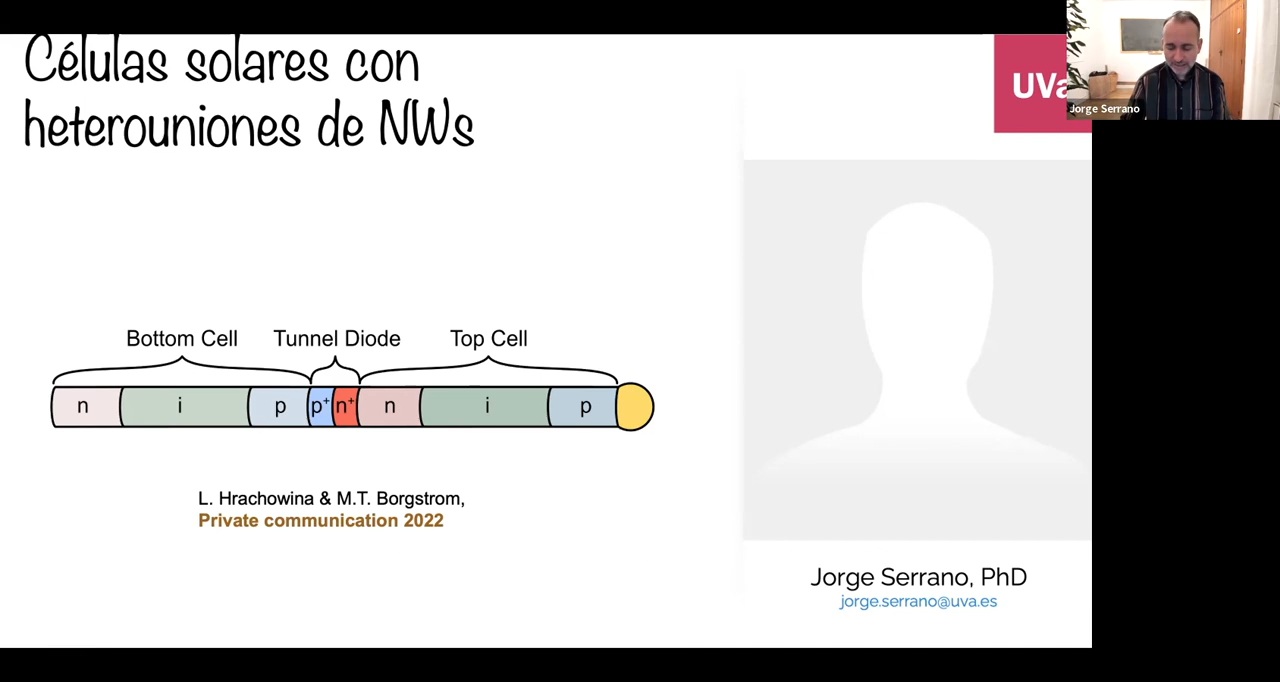 Células solares con
heterouniones de NWs
UVa
Jorge Serrano
Bottom Cell Tunnel Diode Top Cell
n i p p⁺ n⁺ n i p
L. Hrachowina & M.T. Borgstrom,
Private communication 2022
Jorge Serrano, PhD
jorge.serrano@uva.es